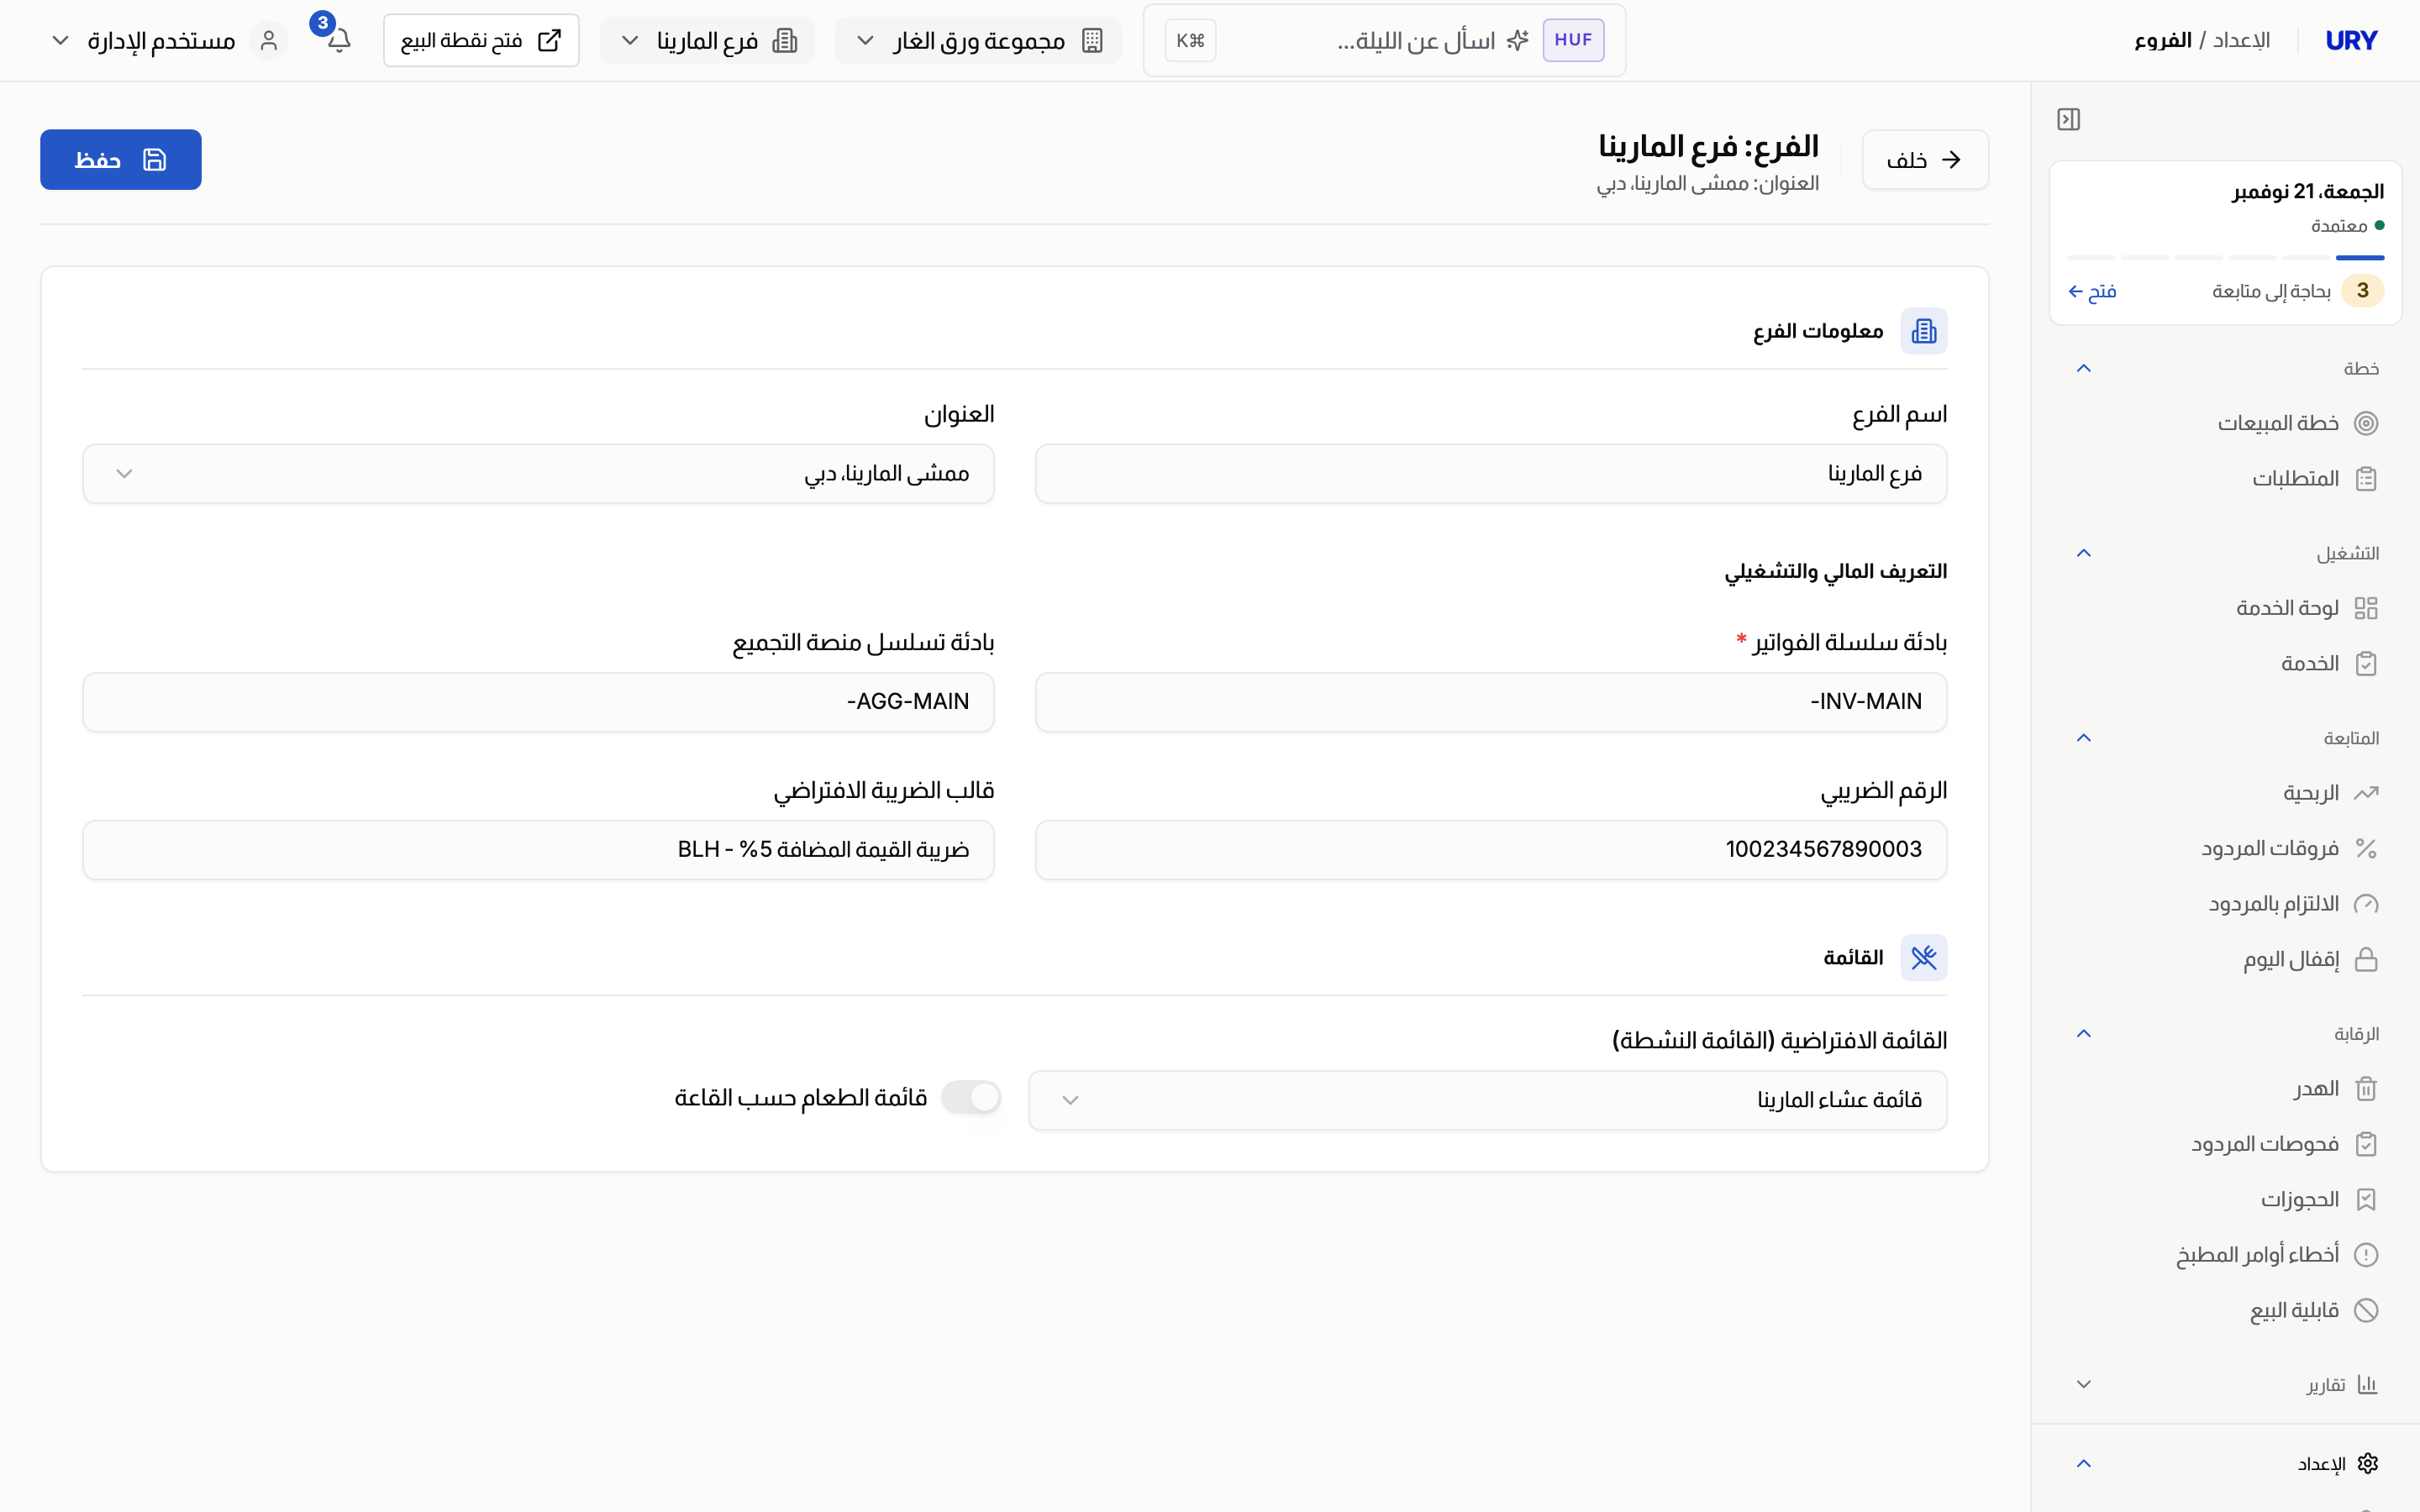 URY
الإعداد / الفروع
HUF
اسأل عن الليلة...
⌘K
مجموعة ورق الغار
فرع المارينا
فتح نقطة البيع
3
مستخدم الإدارة
الجمعة، 21 نوفمبر
معتمدة
3
بحاجة إلى متابعة
فتح ←
خطة
خطة المبيعات
المتطلبات
التشغيل
لوحة الخدمة
الخدمة
المتابعة
الربحية
فروقات المردود
الالتزام بالمردود
إقفال اليوم
الرقابة
الهدر
فحوصات المردود
الحجوزات
أخطاء أوامر المطبخ
قابلية البيع
تقارير
الإعداد
خلف
الفرع: فرع المارينا
العنوان: ممشى المارينا، دبي
حفظ
معلومات الفرع
اسم الفرع
فرع المارينا
العنوان
ممشى المارينا، دبي
التعريف المالي والتشغيلي
بادئة سلسلة الفواتير *
INV-MAIN-
بادئة تسلسل منصة التجميع
AGG-MAIN-
الرقم الضريبي
100234567890003
قالب الضريبة الافتراضي
ضريبة القيمة المضافة 5% - BLH
القائمة
القائمة الافتراضية (القائمة النشطة)
قائمة عشاء المارينا
قائمة الطعام حسب القاعة